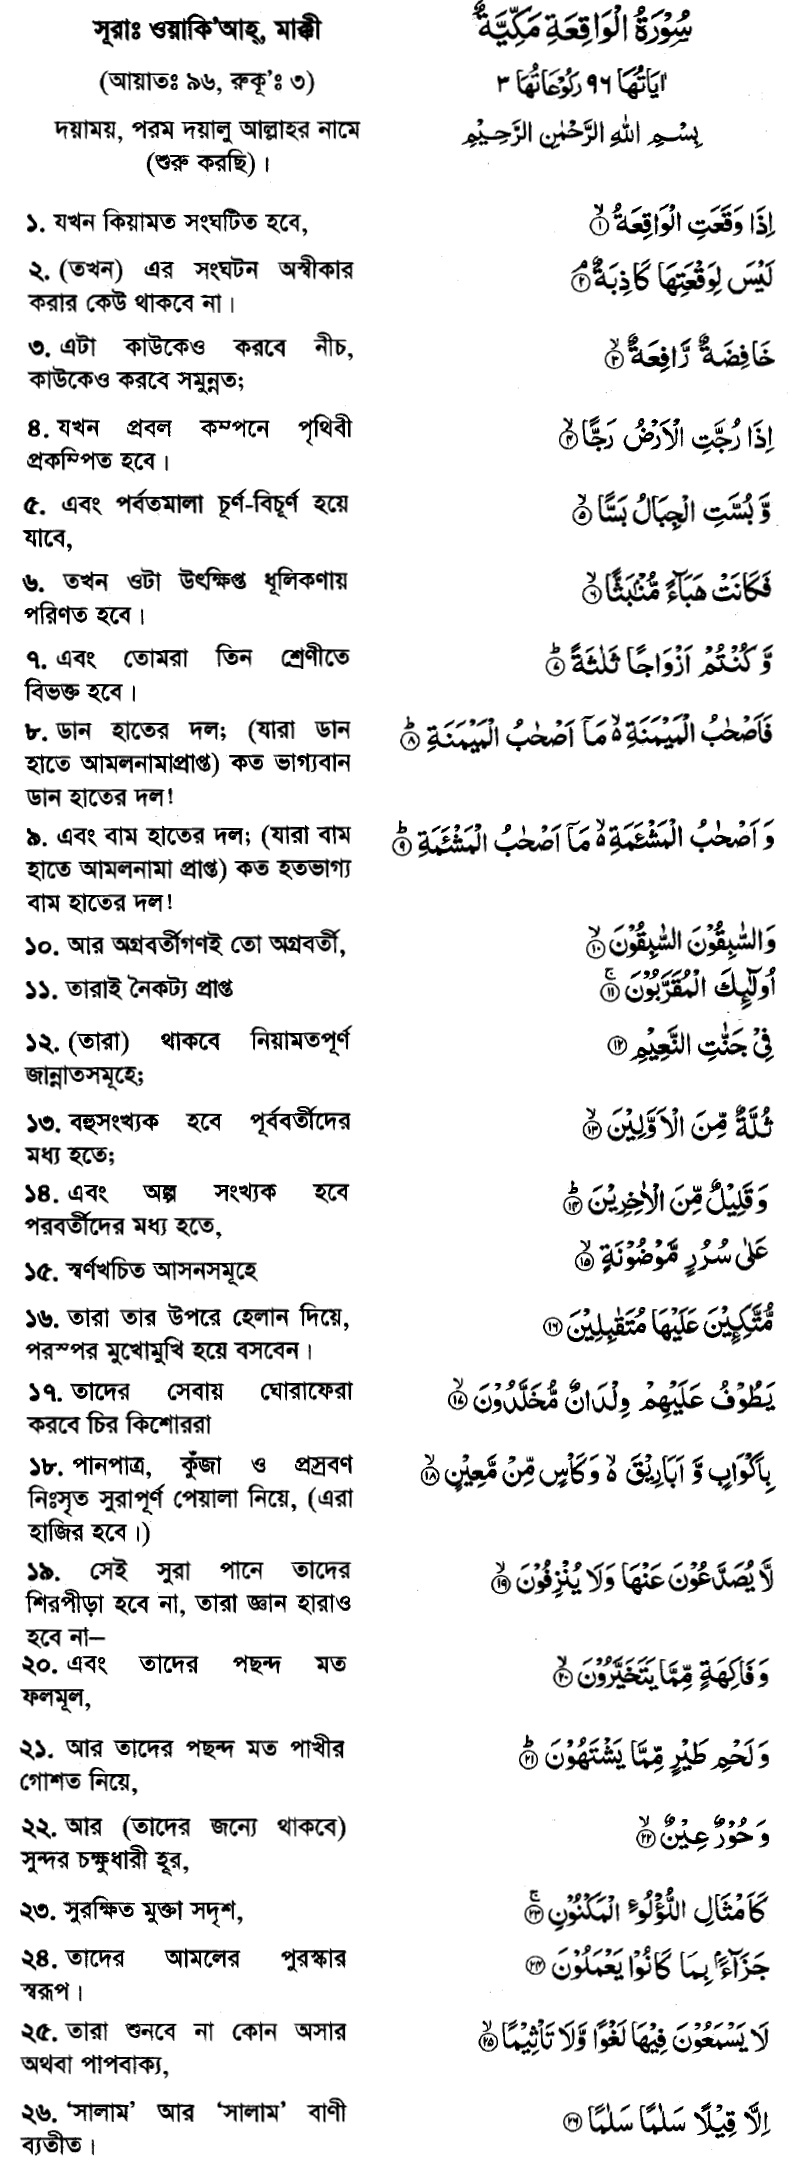 সূরাঃ ওয়াকি'আহ্, মাক্কী
سُوْرَةُ الْوَاقِعَةِ مَكِّيَّةٌ
(আয়াতঃ ৯৬, রুকূ'ঃ ৩)
اٰيَاتُهَا ٩٦ رُكُوْعَاتُهَا ٣
দয়াময়, পরম দয়ালু আল্লাহর নামে
(শুরু করছি)।
بِسْمِ اللهِ الرَّحْمٰنِ الرَّحِيْمِ
১. যখন কিয়ামত সংঘটিত হবে,
اِذَا وَقَعَتِ الْوَاقِعَةُ ۙ ١
২. (তখন) এর সংঘটন অস্বীকার
করার কেউ থাকবে না।
لَيْسَ لِوَقْعَتِهَا كَاذِبَةٌ ۘ ٢
৩. এটা কাউকেও করবে নীচ,
কাউকেও করবে সমুন্নত;
خَافِضَةٌ رَّافِعَةٌ ۙ ٣
৪. যখন প্রবল কম্পনে পৃথিবী
প্রকম্পিত হবে।
اِذَا رُجَّتِ الْاَرْضُ رَجًّا ۙ ٤
৫. এবং পর্বতমালা চূর্ণ-বিচূর্ণ হয়ে
যাবে,
وَّ بُسَّتِ الْجِبَالُ بَسًّا ۙ ٥
৬. তখন ওটা উৎক্ষিপ্ত ধূলিকণায়
পরিণত হবে।
فَكَانَتْ هَبَآءً مُّنْۢبَثًّا ۙ ٦
৭. এবং তোমরা তিন শ্রেণীতে
বিভক্ত হবে।
وَّ كُنْتُمْ اَزْوَاجًا ثَلٰثَةً ؕ ٧
৮. ডান হাতের দল; (যারা ডান
হাতে আমলনামাপ্রাপ্ত) কত ভাগ্যবান
ডান হাতের দল!
فَاَصْحٰبُ الْمَيْمَنَةِ ۙ مَاۤ اَصْحٰبُ الْمَيْمَنَةِ ؕ ٨
৯. এবং বাম হাতের দল; (যারা বাম
হাতে আমলনামা প্রাপ্ত) কত হতভাগ্য
বাম হাতের দল!
وَ اَصْحٰبُ الْمَشْـَٔمَةِ ۙ مَاۤ اَصْحٰبُ الْمَشْـَٔمَةِ ؕ ٩
১০. আর অগ্রবর্তীগণই তো অগ্রবর্তী,
وَالسّٰبِقُوْنَ السّٰبِقُوْنَ ۙ ١٠
১১. তারাই নৈকট্য প্রাপ্ত
اُولٰٓئِكَ الْمُقَرَّبُوْنَ ۚ ١١
১২. (তারা) থাকবে নিয়ামতপূর্ণ
জান্নাতসমূহে;
فِيْ جَنّٰتِ النَّعِيْمِ ١٢
১৩. বহুসংখ্যক হবে পূর্ববর্তীদের
মধ্য হতে;
ثُلَّةٌ مِّنَ الْاَوَّلِيْنَ ۙ ١٣
১৪. এবং অল্প সংখ্যক হবে
পরবর্তীদের মধ্য হতে,
وَ قَلِيْلٌ مِّنَ الْاٰخِرِيْنَ ؕ ١٤
১৫. স্বর্ণখচিত আসনসমূহে
عَلٰى سُرُرٍ مَّوْضُوْنَةٍ ۙ ١٥
১৬. তারা তার উপরে হেলান দিয়ে,
পরস্পর মুখোমুখি হয়ে বসবেন।
مُّتَّكِـِٕيْنَ عَلَيْهَا مُتَقٰبِلِيْنَ ١٦
১৭. তাদের সেবায় ঘোরাফেরা
করবে চির কিশোররা
يَطُوْفُ عَلَيْهِمْ وِلْدَانٌ مُّخَلَّدُوْنَ ۙ ١٧
১৮. পানপাত্র, কুঁজা ও প্রস্রবণ
নিঃসৃত সুরাপূর্ণ পেয়ালা নিয়ে, (এরা
হাজির হবে।)
بِاَكْوَابٍ وَّ اَبَارِيْقَ ۙ وَكَاْسٍ مِّنْ مَّعِيْنٍ ۙ ١٨
১৯. সেই সুরা পানে তাদের
শিরপীড়া হবে না, তারা জ্ঞান হারাও
হবে না–
لَّا يُصَدَّعُوْنَ عَنْهَا وَلَا يُنْزِفُوْنَ ۙ ١٩
২০. এবং তাদের পছন্দ মত
ফলমূল,
وَ فَاكِهَةٍ مِّمَّا يَتَخَيَّرُوْنَ ۙ ٢٠
২১. আর তাদের পছন্দ মত পাখীর
গোশত নিয়ে,
وَ لَحْمِ طَيْرٍ مِّمَّا يَشْتَهُوْنَ ؕ ٢١
২২. আর (তাদের জন্যে থাকবে)
সুন্দর চক্ষুধারী হূর,
وَ حُوْرٌ عِيْنٌ ۙ ٢٢
২৩. সুরক্ষিত মুক্তা সদৃশ,
كَاَمْثَالِ اللُّؤْلُوَٴ الْمَكْنُوْنِ ۚ ٢٣
২৪. তাদের আমলের পুরস্কার
স্বরূপ।
جَزَآءًۢ بِمَا كَانُوْا يَعْمَلُوْنَ ٢٤
২৫. তারা শুনবে না কোন অসার
অথবা পাপবাক্য,
لَا يَسْمَعُوْنَ فِيْهَا لَغْوًا وَّلَا تَاْثِيْمًا ۙ ٢٥
২৬. 'সালাম' আর 'সালাম' বাণী
ব্যতীত।
اِلَّا قِيْلًا سَلٰمًا سَلٰمًا ٢٦